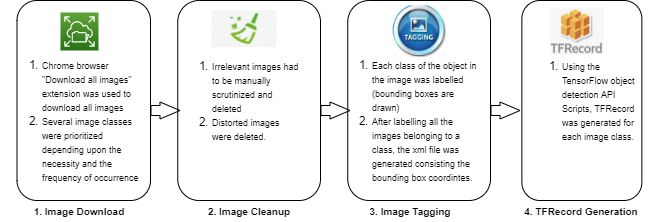 1. Chrome browser
"Download all images"
extension was used to
download all images
2. Several image classes
were prioritized
depending upon the
necessity and the
frequency of occurrence
1. Image Download
1. Irrelevant images had
to be manually
scrutinized and
deleted
2. Distorted images
were deleted.
2. Image Cleanup
TAGGING
1. Each class of the object in
the image was labelled
(bounding boxes are
drawn)
2. After labelling all the
images belonging to a
class, the xml file was
generated consisting the
bounding box coordintes.
3. Image Tagging
TFRecord
1. Using the
TensorFlow object
detection API
Scripts, TFRecord
was generated for
each image class.
4. TFRecord Generation